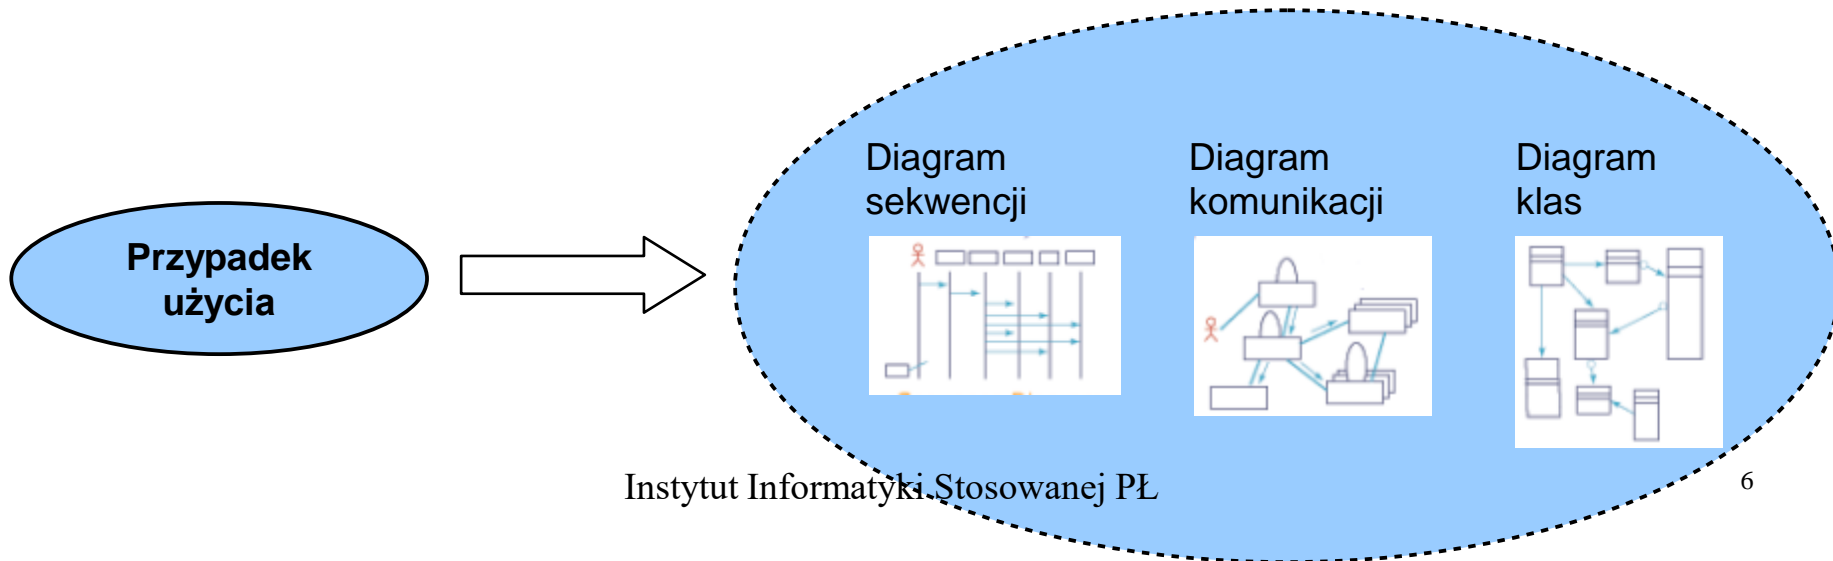 Przypadek
użycia
Diagram
sekwencji
Diagram
komunikacji
Diagram
klas
Instytut Informatyki Stosowanej PŁ
6